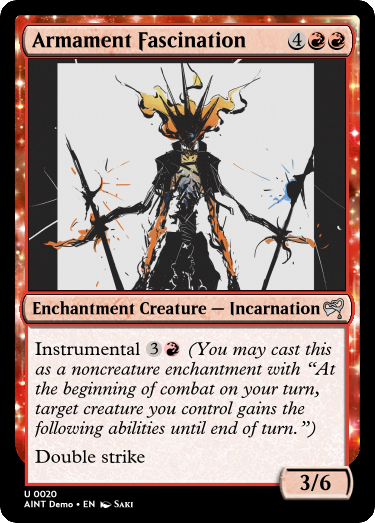 Armament Fascination 4
Enchantment Creature — Incarnation
Instrumental 3 (You may cast this
as a noncreature enchantment with “At
the beginning of combat on your turn,
target creature you control gains the
following abilities until end of turn.”)
Double strike
3/6
U 0020
AINT Demo • EN Saki